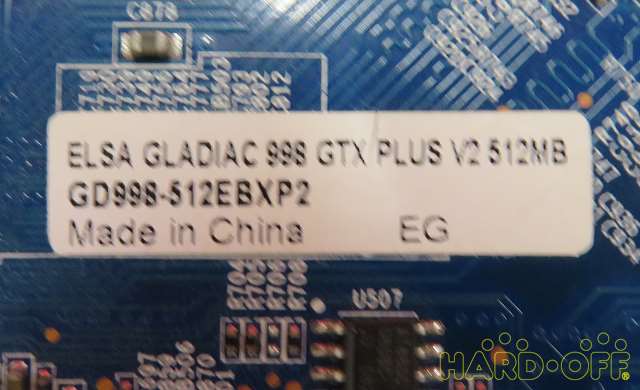 C878
ELSA GLADIAC 998 GTX PLUS V2 512MB
GD998-512EBXP2
Made in China EG
U507
HARD-OFF